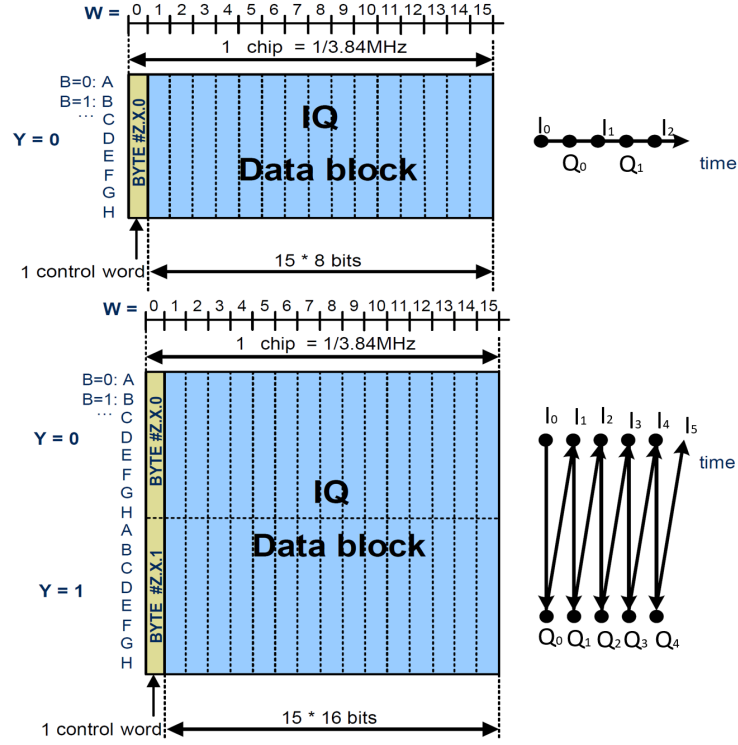 W = 0 1 2 3 4 5 6 7 8 9 10 11 12 13 14 15
1 chip = 1/3.84MHz
B=0: A
B=1: B
... C
D
E
F
G
H
Y = 0
BYTE #Z.X.0
IQ
Data block
I0 I1 I2
Q0 Q1
time
1 control word
15 * 8 bits
W = 0 1 2 3 4 5 6 7 8 9 10 11 12 13 14 15
1 chip = 1/3.84MHz
B=0: A
B=1: B
... C
D
E
F
G
H
Y = 0
BYTE #Z.X.0
A
B
C
D
E
F
G
H
Y = 1
BYTE #Z.X.1
IQ
Data block
I0 I1 I2 I3 I4 I5
time
Q0 Q1 Q2 Q3 Q4
1 control word
15 * 16 bits